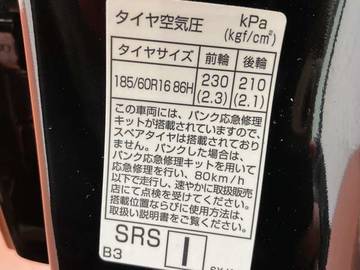 タイヤ空気圧 kPa
(kgf/cm²)
タイヤサイズ 前輪 後輪
185/60R16 86H 230 210
(2.3) (2.1)
この車両には、パンク応急修理
キットが搭載されていますので、
スペアタイヤは搭載されており
ません。パンクした場合は、
パンク応急修理キットを用いて
応急修理を行い、80km/h
以下で走行し、速やかに取扱販売
店にて点検を受けてください。
搭載位置ならびに使用方法は、
取扱い説明書をご覧ください。
SRS I
B3